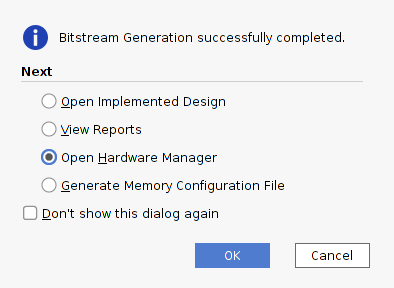 Bitstream Generation successfully completed.
Next
Open Implemented Design
View Reports
Open Hardware Manager
Generate Memory Configuration File
Don't show this dialog again
OK Cancel